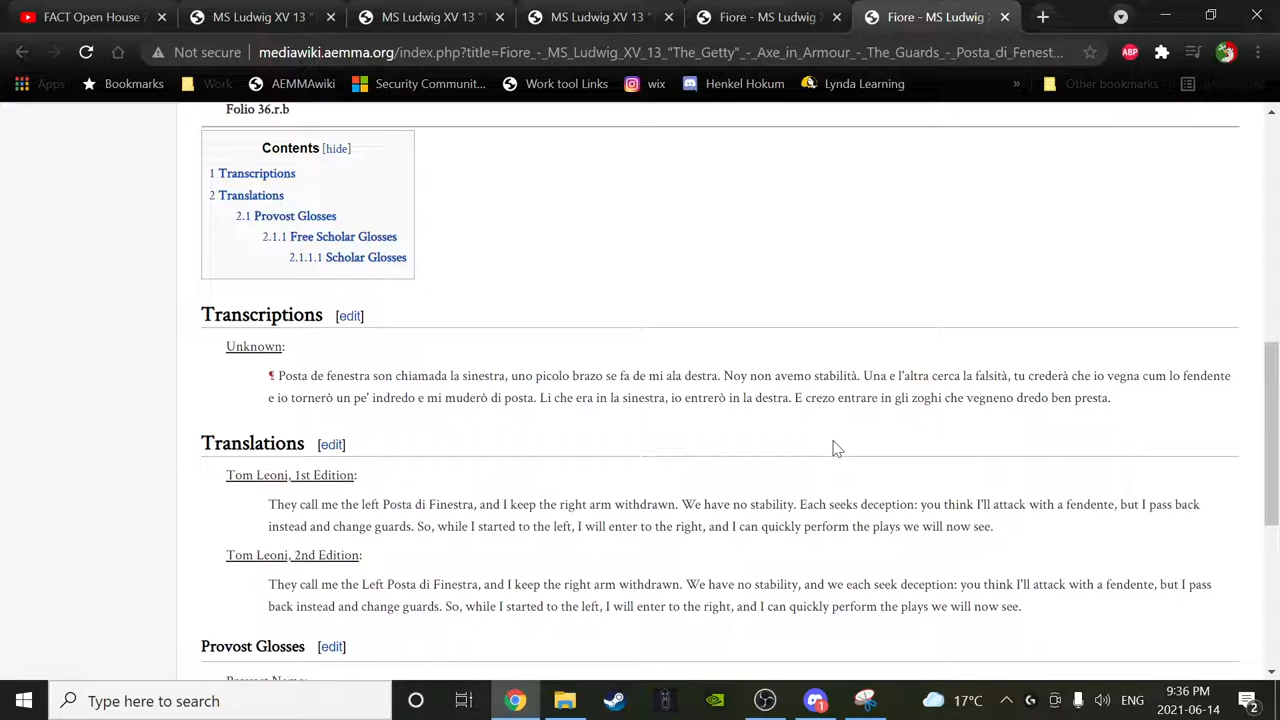 FACT Open House 2
MS Ludwig XV 13
MS Ludwig XV 13
MS Ludwig XV 13
Fiore - MS Ludwig
Fiore - MS Ludwig
Not secure
mediawiki.aemma.org/index.php?title=Fiore_-_MS_Ludwig_XV_13_"The_Getty"_-_Axe_in_Armour_-_The_Guards_-_Posta_di_Fenest...
ABP
Apps
Bookmarks
Work
AEMMAwiki
Security Communit...
Work tool Links
wix
Henkel Hokum
Lynda Learning
»
Other bookmarks
Folio 36.r.b
Contents [hide]
1 Transcriptions
2 Translations
2.1 Provost Glosses
2.1.1 Free Scholar Glosses
2.1.1.1 Scholar Glosses
Transcriptions [edit]
Unknown:
¶ Posta de fenestra son chiamada la sinestra, uno picolo brazo se fa de mi ala destra. Noy non avemo stabilità. Una e l'altra cerca la falsità, tu crederà che io vegna cum lo fendente
e io tornerò un pe' indredo e mi muderò di posta. Li che era in la sinestra, io entrerò in la destra. E crezo entrare in gli zoghi che vegneno dredo ben presta.
Translations [edit]
Tom Leoni, 1st Edition:
They call me the left Posta di Finestra, and I keep the right arm withdrawn. We have no stability. Each seeks deception: you think I'll attack with a fendente, but I pass back
instead and change guards. So, while I started to the left, I will enter to the right, and I can quickly perform the plays we will now see.
Tom Leoni, 2nd Edition:
They call me the Left Posta di Finestra, and I keep the right arm withdrawn. We have no stability, and we each seek deception: you think I'll attack with a fendente, but I pass
back instead and change guards. So, while I started to the left, I will enter to the right, and I can quickly perform the plays we will now see.
Provost Glosses [edit]
Provost Name:
Type here to search
1
17°C
ENG
9:36 PM
2021-06-14
2